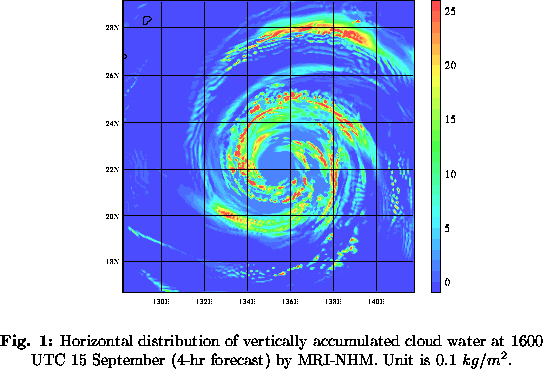 25
28N
20
26N
24N
15
22N
10
20N
5
18N
0
130E 132E 134E 136E 138E 140E
Fig. 1: Horizontal distribution of vertically accumulated cloud water at 1600
UTC 15 September (4-hr forecast) by MRI-NHM. Unit is 0.1 kg/m².